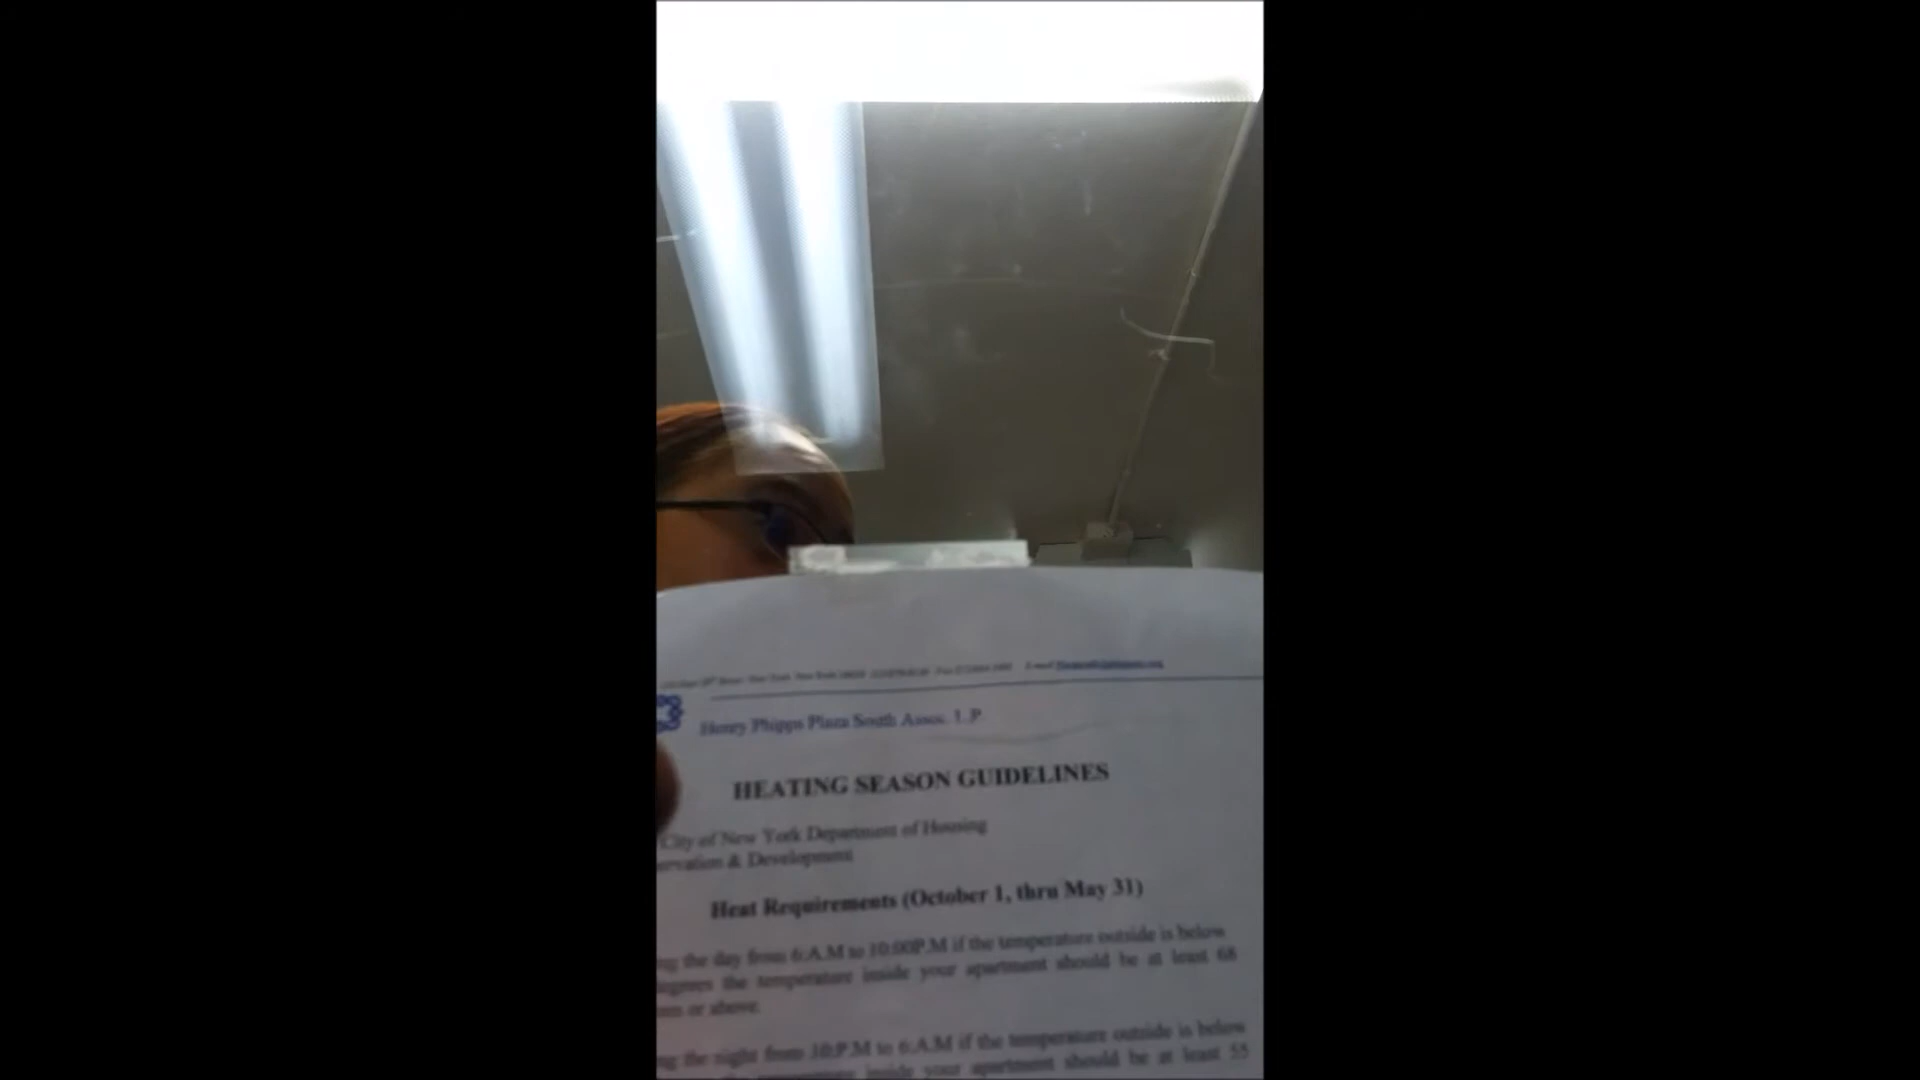 Henry Phipps Plaza South Assoc. L.P
HEATING SEASON GUIDELINES
City of New York Department of Housing
ervation & Development
Heat Requirements (October 1, thru May 31)
ng the day from 6:A.M to 10:00P.M if the temperature outside is below
egrees the temperature inside your apartment should be at least 68
or above.
ng the night from 10:P.M to 6:A.M if the temperature outside is below
temperature inside your apartment should be at least 55